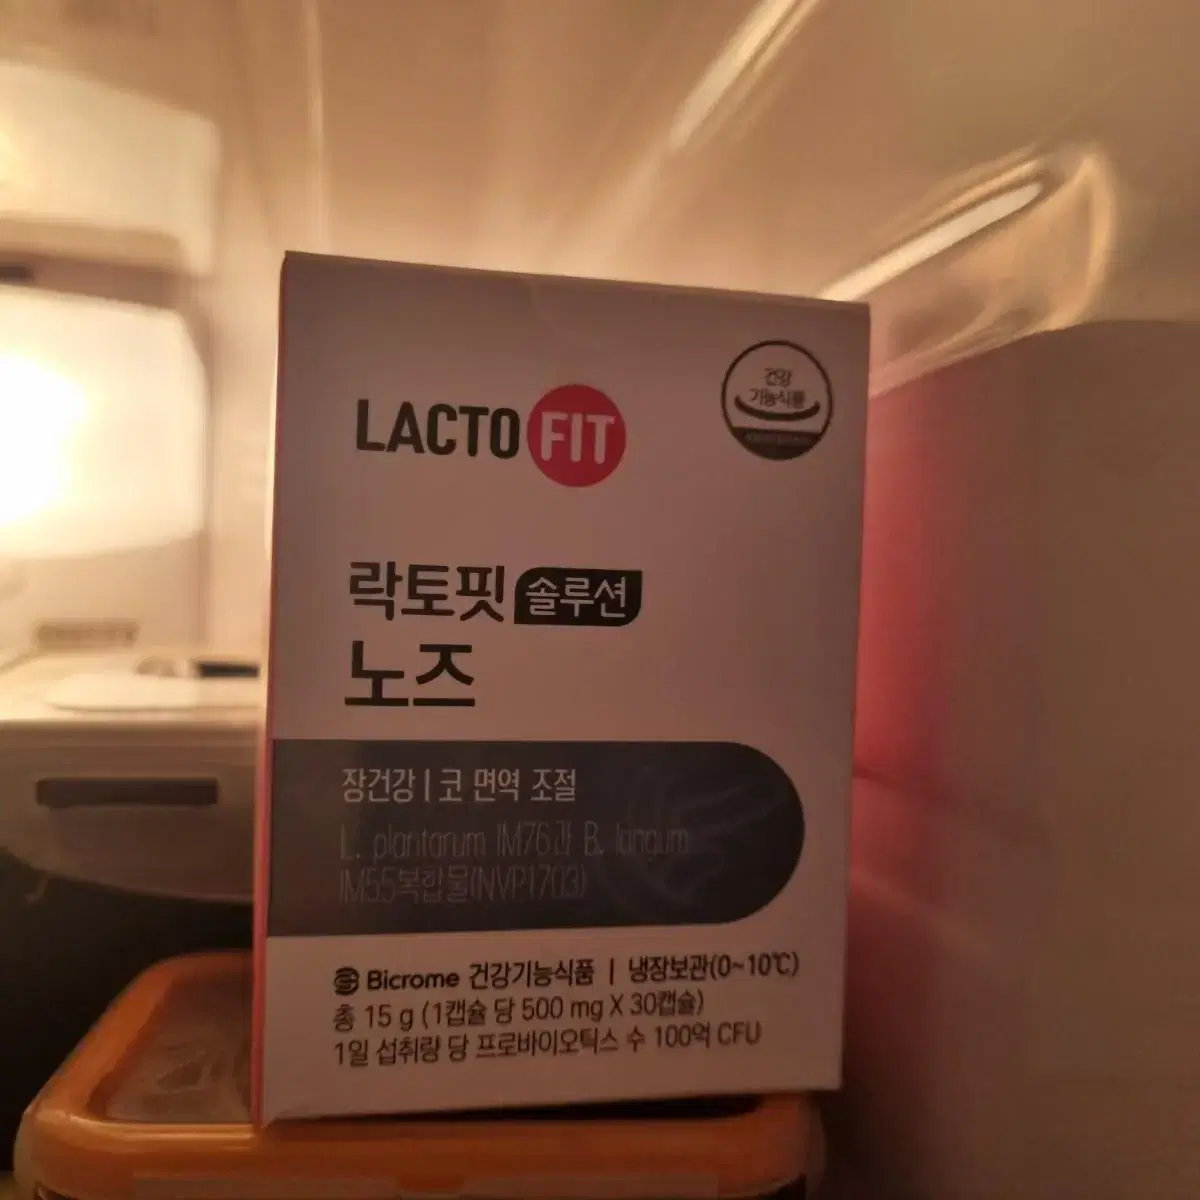 LACTO FIT
건강
기능식품
락토핏 솔루션
노즈
장건강 | 코 면역 조절
L. plantarum IM76과 B. longum
IM55복합물(NVP1703)
Bicrome 건강기능식품 | 냉장보관(0~10℃)
총 15 g (1캡슐 당 500 mg X 30캡슐)
1일 섭취량 당 프로바이오틱스 수 100억 CFU